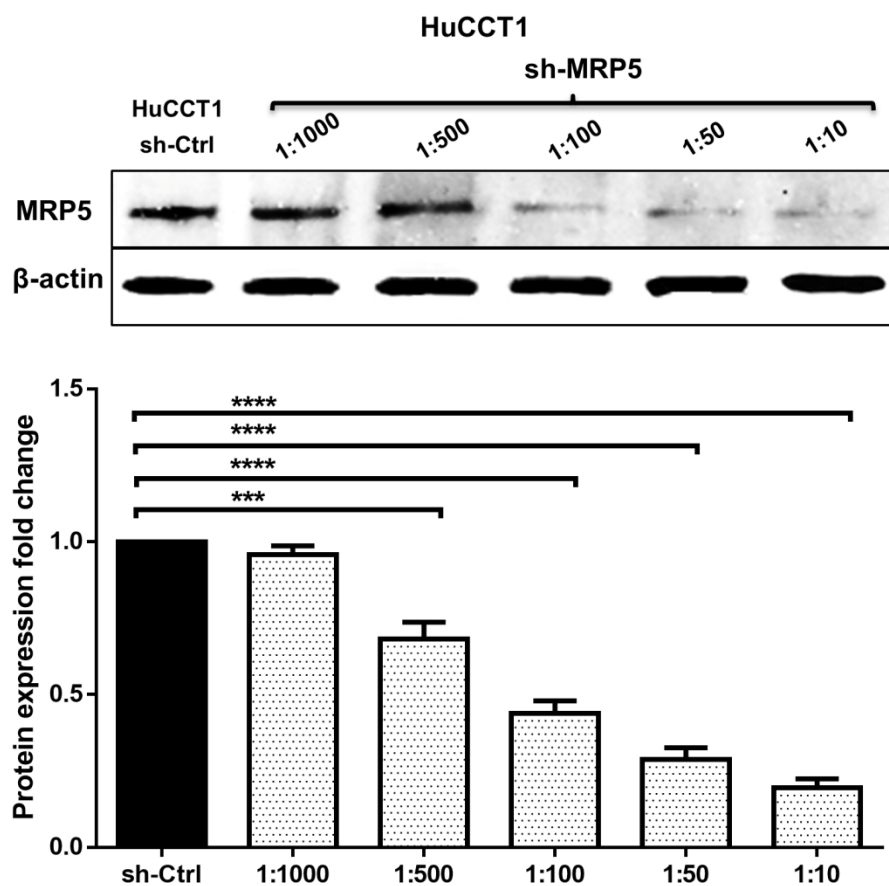 HuCCT1
sh-MRP5
HuCCT1
sh-Ctrl
1:1000 1:500 1:100 1:50 1:10
MRP5
β-actin
Protein expression fold change
1.5
1.0
0.5
0.0
****
****
****
***
sh-Ctrl 1:1000 1:500 1:100 1:50 1:10